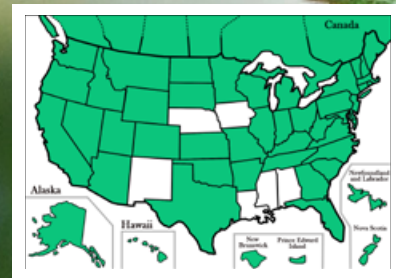 Canada
Alaska
Hawaii
New
Brunswick
Prince Edward
Island
Newfoundland
and Labrador
Nova Scotia